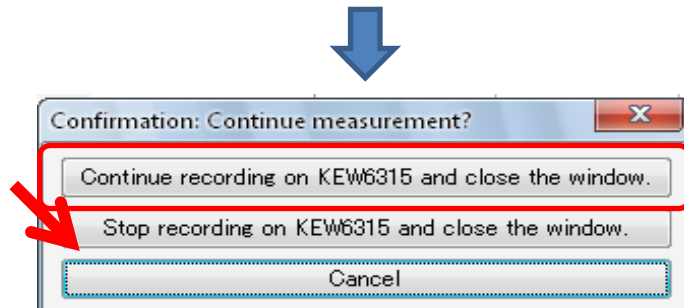 Confirmation: Continue measurement?
Continue recording on KEW6315 and close the window.
Stop recording on KEW6315 and close the window.
Cancel